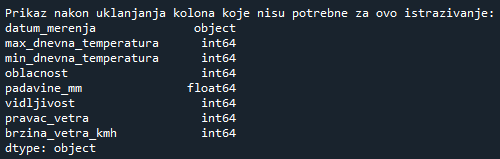 Prikaz nakon uklanjanja kolona koje nisu potrebne za ovo istrazivanje:
datum_merenja object
max_dnevna_temperatura int64
min_dnevna_temperatura int64
oblacnost int64
padavine_mm float64
vidljivost int64
pravac_vetra int64
brzina_vetra_kmh int64
dtype: object